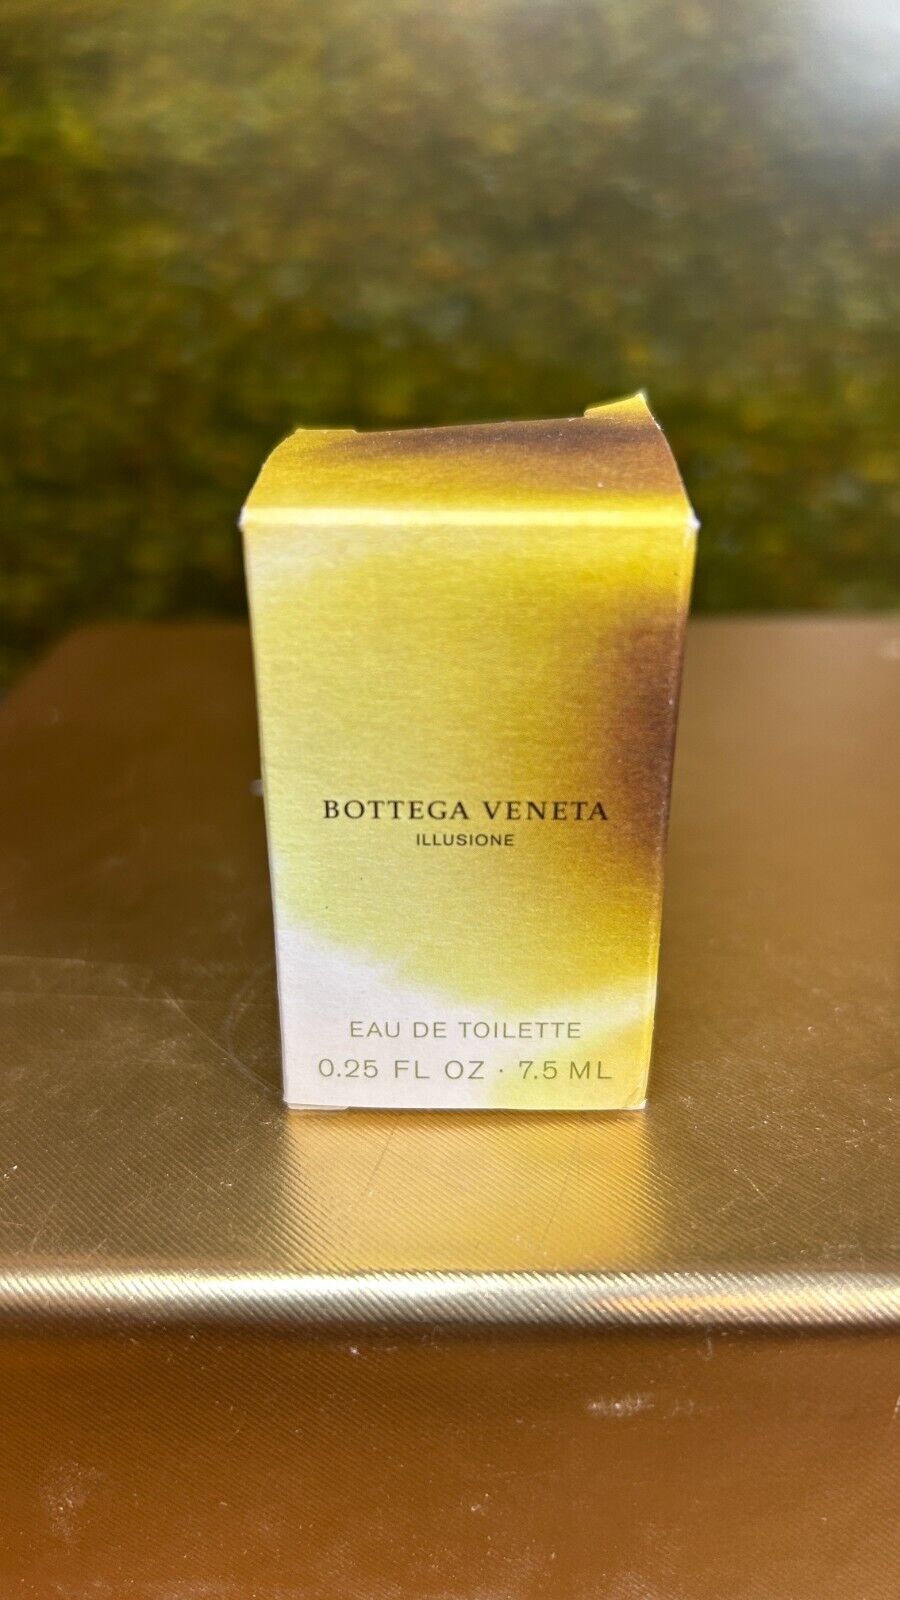 BOTTEGA VENETA
ILLUSIONE
EAU DE TOILETTE
0.25 FL OZ · 7.5 ML